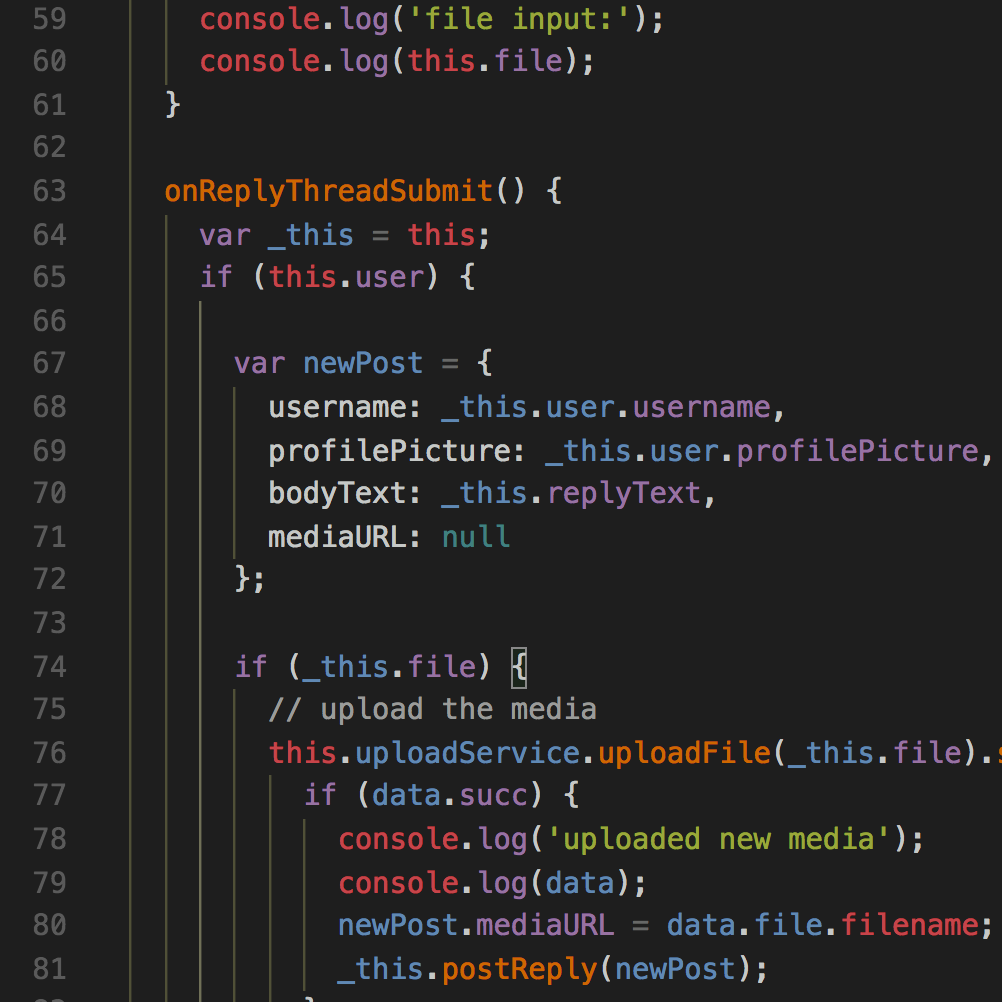 59 console.log('file input:');
60 console.log(this.file);
61 }
62
63 onReplyThreadSubmit() {
64 var _this = this;
65 if (this.user) {
66
67 var newPost = {
68 username: _this.user.username,
69 profilePicture: _this.user.profilePicture,
70 bodyText: _this.replyText,
71 mediaURL: null
72 };
73
74 if (_this.file) {
75 // upload the media
76 this.uploadService.uploadFile(_this.file).
77 if (data.succ) {
78 console.log('uploaded new media');
79 console.log(data);
80 newPost.mediaURL = data.file.filename;
81 _this.postReply(newPost);